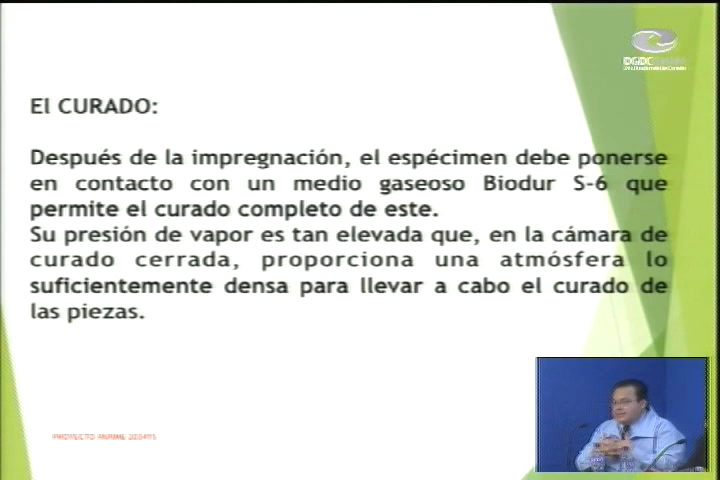 DGDC
El CURADO:
Después de la impregnación, el espécimen debe ponerse
en contacto con un medio gaseoso Biodur S-6 que
permite el curado completo de este.
Su presión de vapor es tan elevada que, en la cámara de
curado cerrada, proporciona una atmósfera lo
suficientemente densa para llevar a cabo el curado de
las piezas.
PROYECTO